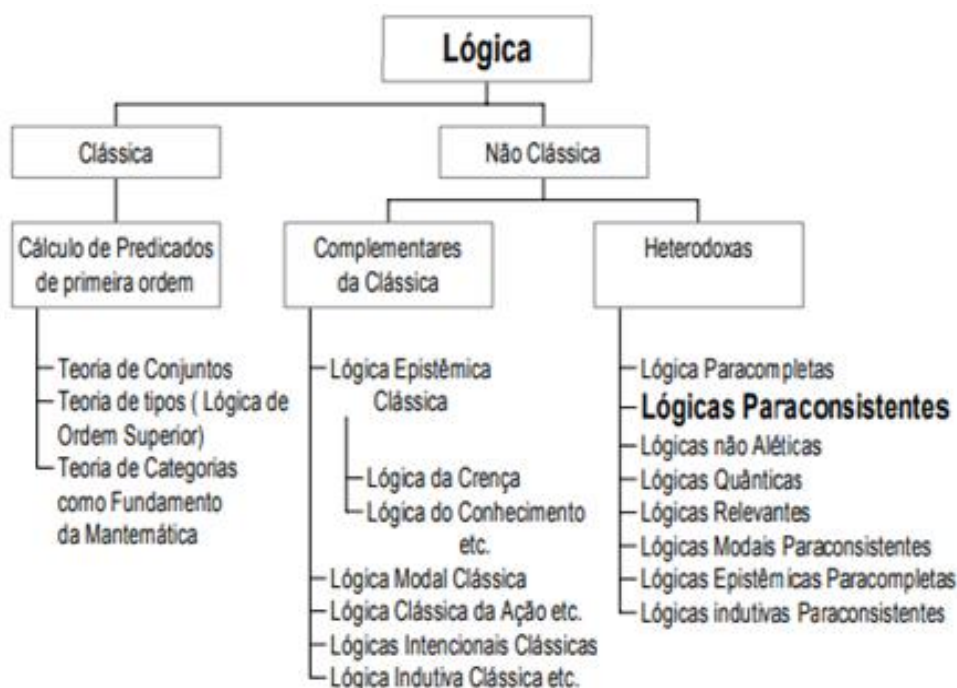 Lógica
Clássica
Não Clássica
Cálculo de Predicados
de primeira ordem
Complementares
da Clássica
Heterodoxas
Teoria de Conjuntos
Teoria de tipos ( Lógica de
Ordem Superior)
Teoria de Categorias
como Fundamento
da Mantemática
Lógica Epistêmica
Clássica
Lógica da Crença
Lógica do Conhecimento
etc.
Lógica Modal Clássica
Lógica Clássica da Ação etc.
Lógicas Intencionais Clássicas
Lógica Indutiva Clássica etc.
Lógica Paracompletas
Lógicas Paraconsistentes
Lógicas não Aléticas
Lógicas Quânticas
Lógicas Relevantes
Lógicas Modais Paraconsistentes
Lógicas Epistêmicas Paracompletas
Lógicas indutivas Paraconsistentes